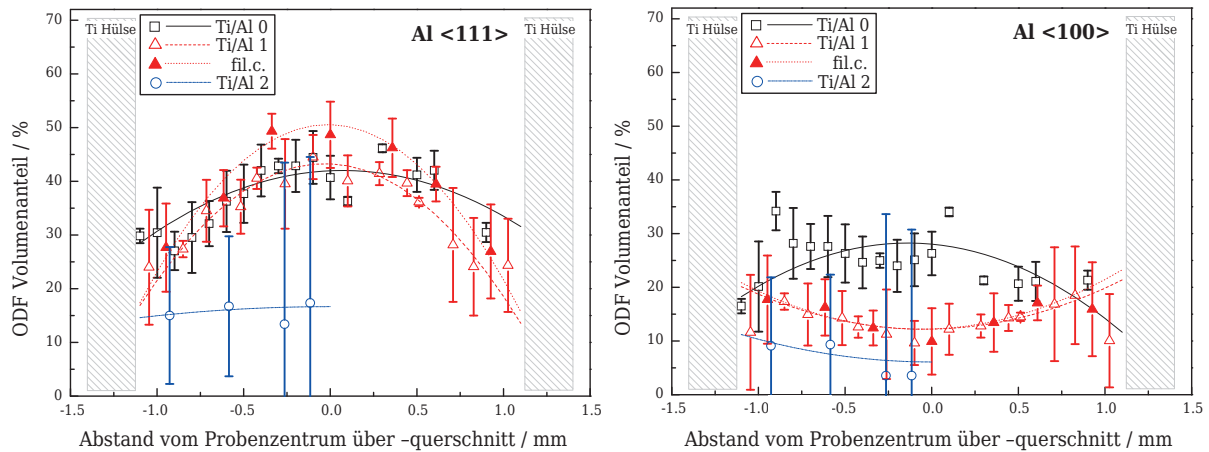 70
60
50
40
30
20
10
0
ODF Volumenanteil / %
Ti Hülse
Ti/Al 0
Ti/Al 1
fil.c.
Ti/Al 2
Al <111>
Ti Hülse
-1.5 -1.0 -0.5 0.0 0.5 1.0 1.5
Abstand vom Probenzentrum über –querschnitt / mm
70
60
50
40
30
20
10
0
ODF Volumenanteil / %
Ti Hülse
Ti/Al 0
Ti/Al 1
fil.c.
Ti/Al 2
Al <100>
Ti Hülse
-1.5 -1.0 -0.5 0.0 0.5 1.0 1.5
Abstand vom Probenzentrum über –querschnitt / mm